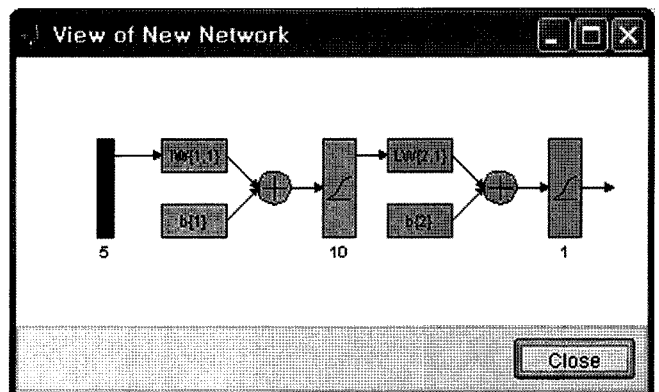 View of New Network
IW{1,1}
LW{2,1}
b{1}
b{2}
5
10
1
Close